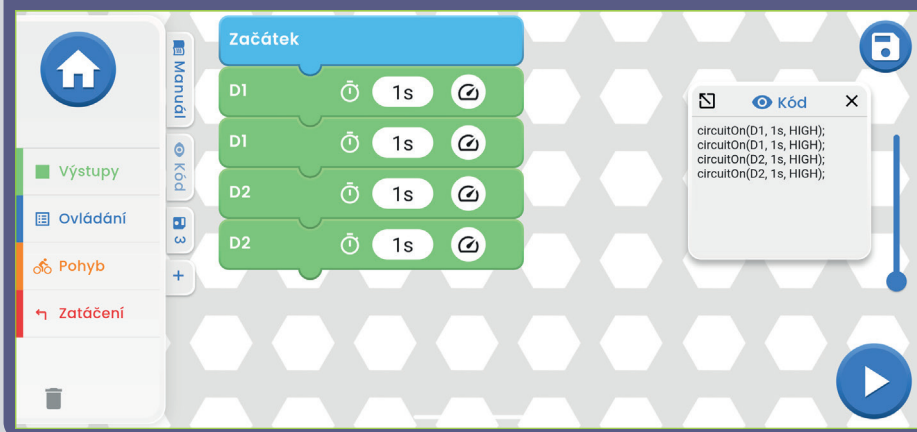 Začátek
D1 1s
D1 1s
D2 1s
D2 1s
Manuál
Kód
3
+
Výstupy
Ovládání
Pohyb
Zatáčení
Kód
circuitOn(D1, 1s, HIGH);
circuitOn(D1, 1s, HIGH);
circuitOn(D2, 1s, HIGH);
circuitOn(D2, 1s, HIGH);